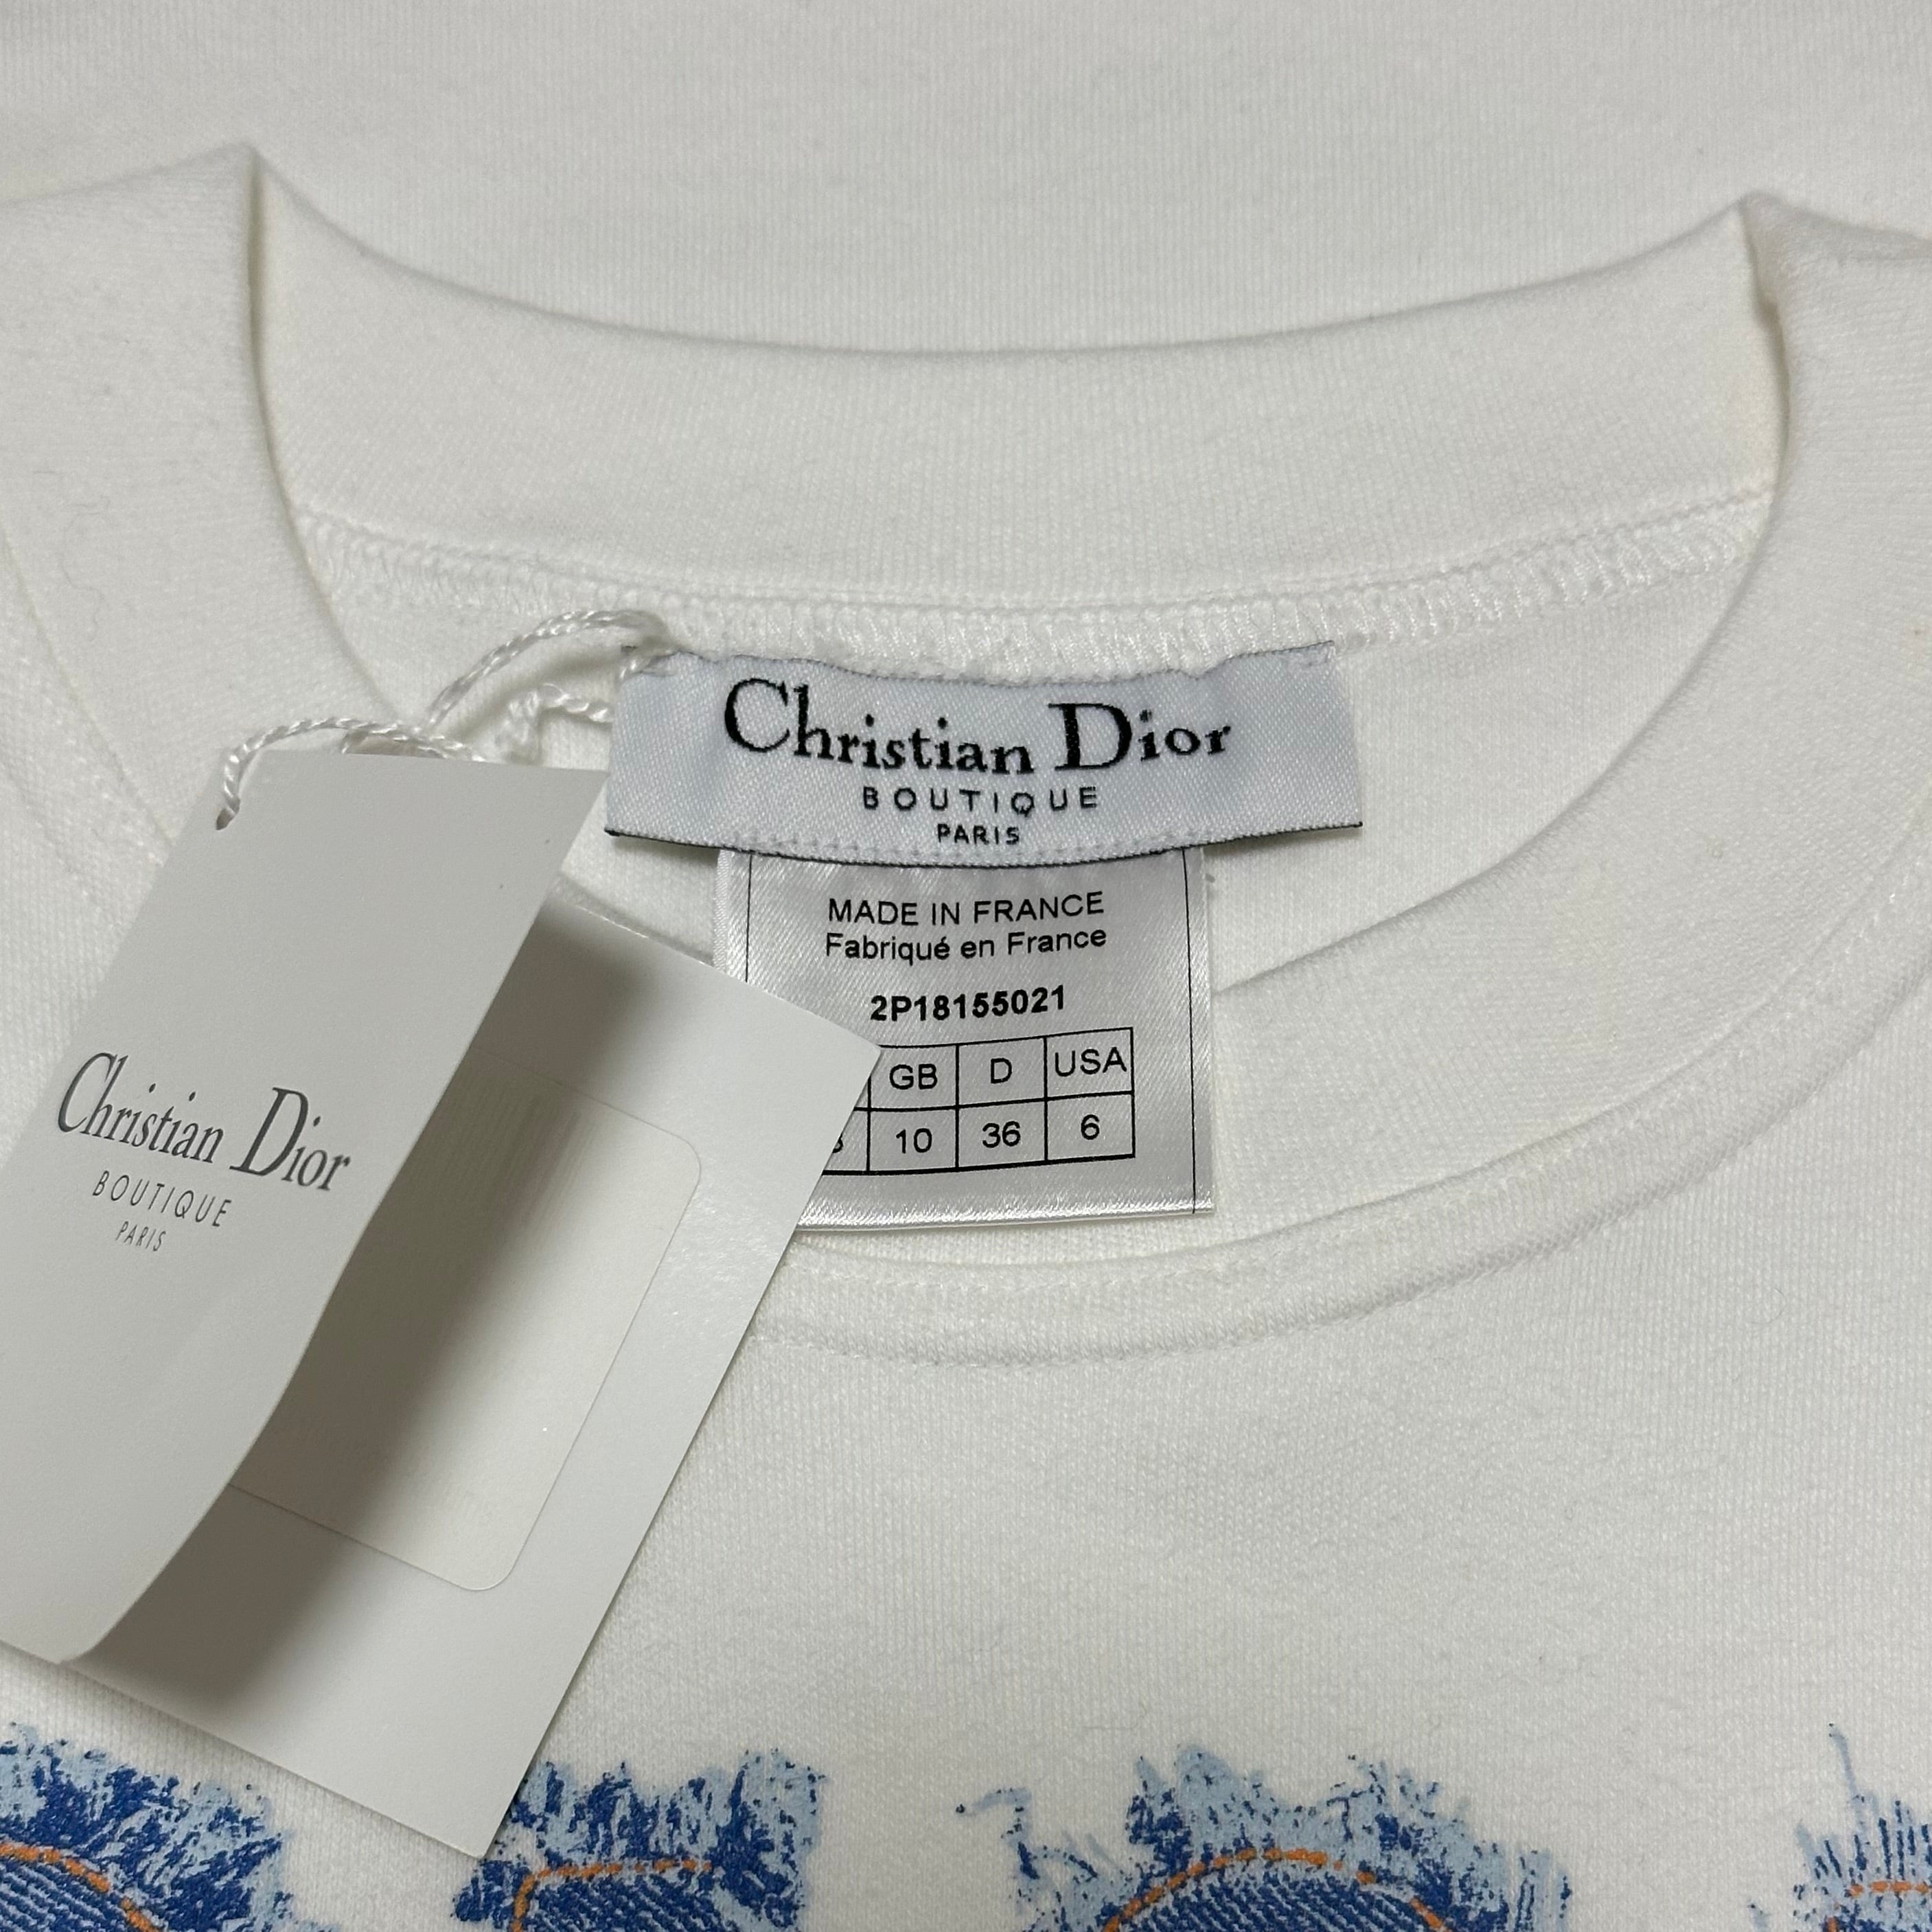 Christian Dior
BOUTIQUE
PARIS
MADE IN FRANCE
Fabriqué en France
2P18155021
GB D USA
10 36 6
Christian Dior
BOUTIQUE
PARIS